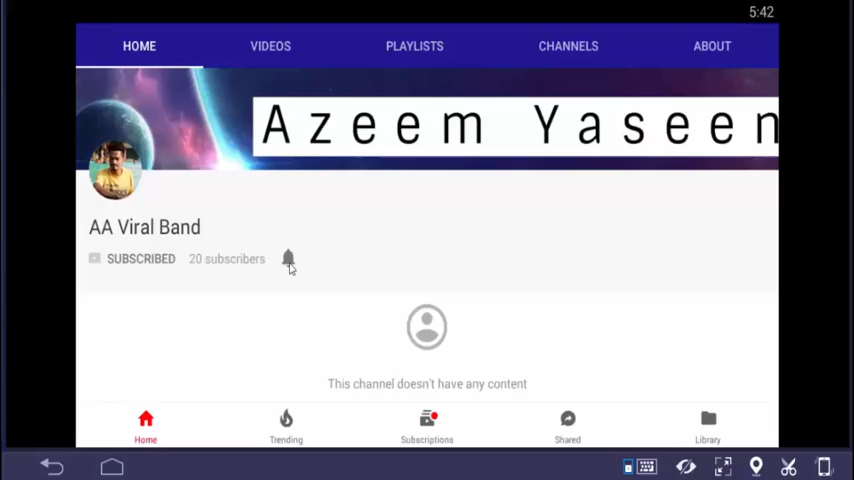 5:42
HOME VIDEOS PLAYLISTS CHANNELS ABOUT
Azeem Yaseen
AA Viral Band
SUBSCRIBED 20 subscribers
This channel doesn't have any content
Home Trending Subscriptions Shared Library